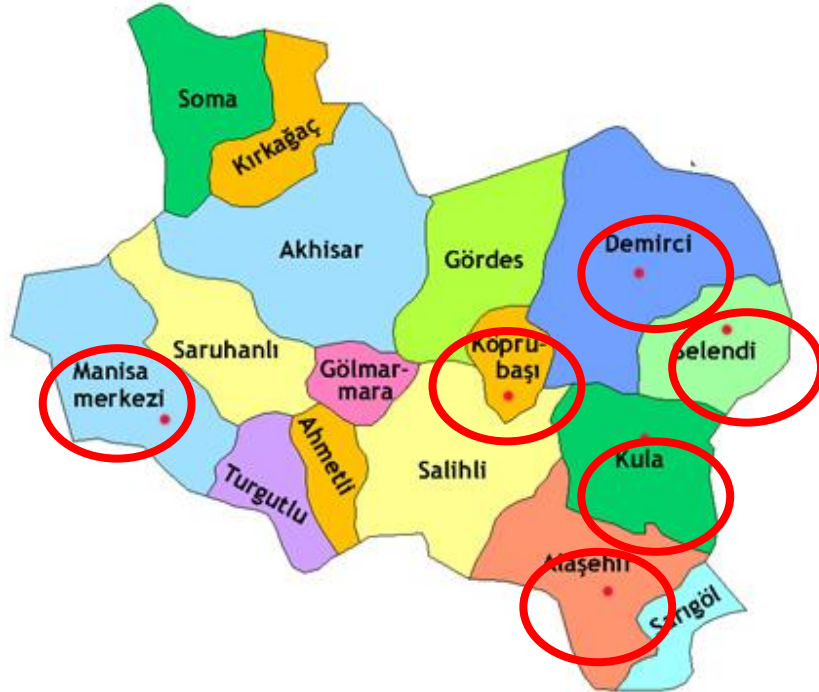 Soma
Kırkağaç
Akhisar
Gördes
Demirci
Saruhanlı
Gölmar-
mara
Köprü-
başı
Selendi
Manisa
merkezi
Ahmetli
Turgutlu
Salihli
Kula
Alaşehir
Sarıgöl